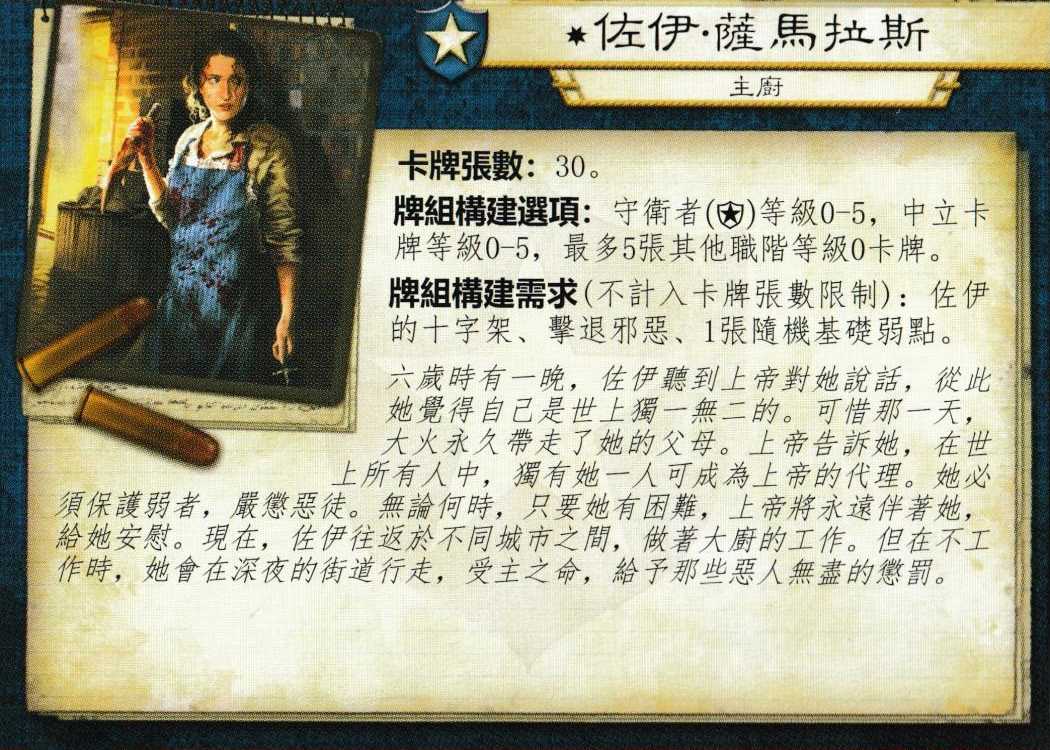 佐伊·薩馬拉斯
主廚
卡牌張數：30。
牌組構建選項：守衛者()等級0-5，中立卡
牌等級0-5，最多5張其他職階等級0卡牌。
牌組構建需求(不計入卡牌張數限制)：佐伊
的十字架、擊退邪惡、1張隨機基礎弱點。
六歲時有一晚，佐伊聽到上帝對她說話，從此
她覺得自己是世上獨一無二的。可惜那一天，
大火永久帶走了她的父母。上帝告訴她，在世
上所有人中，獨有她一人可成為上帝的代理。她必
須保護弱者，嚴懲惡徒。無論何時，只要她有困難，上帝將永遠伴著她，
給她安慰。現在，佐伊往返於不同城市之間，做著大廚的工作。但在不工
作時，她會在深夜的街道行走，受主之命，給予那些惡人無盡的懲罰。